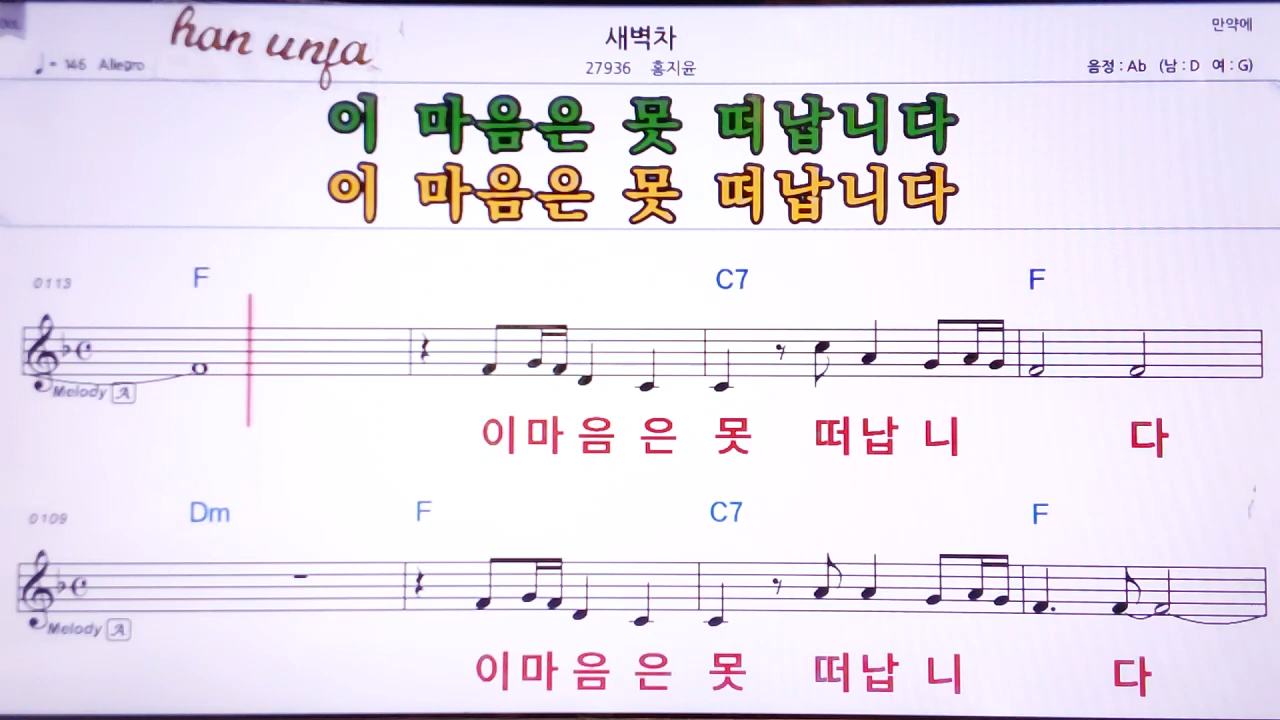 han unfa
새벽차
만약에
♩= 146 Allegro
27936 홍지윤
음정 : Ab (남 : D 여 : G)
이 마음은 못 떠납니다
이 마음은 못 떠납니다
0113 F C7 F
Melody A
이마음은 못 떠납니 다
0109 Dm F C7 F
Melody A
이마음은 못 떠납니 다